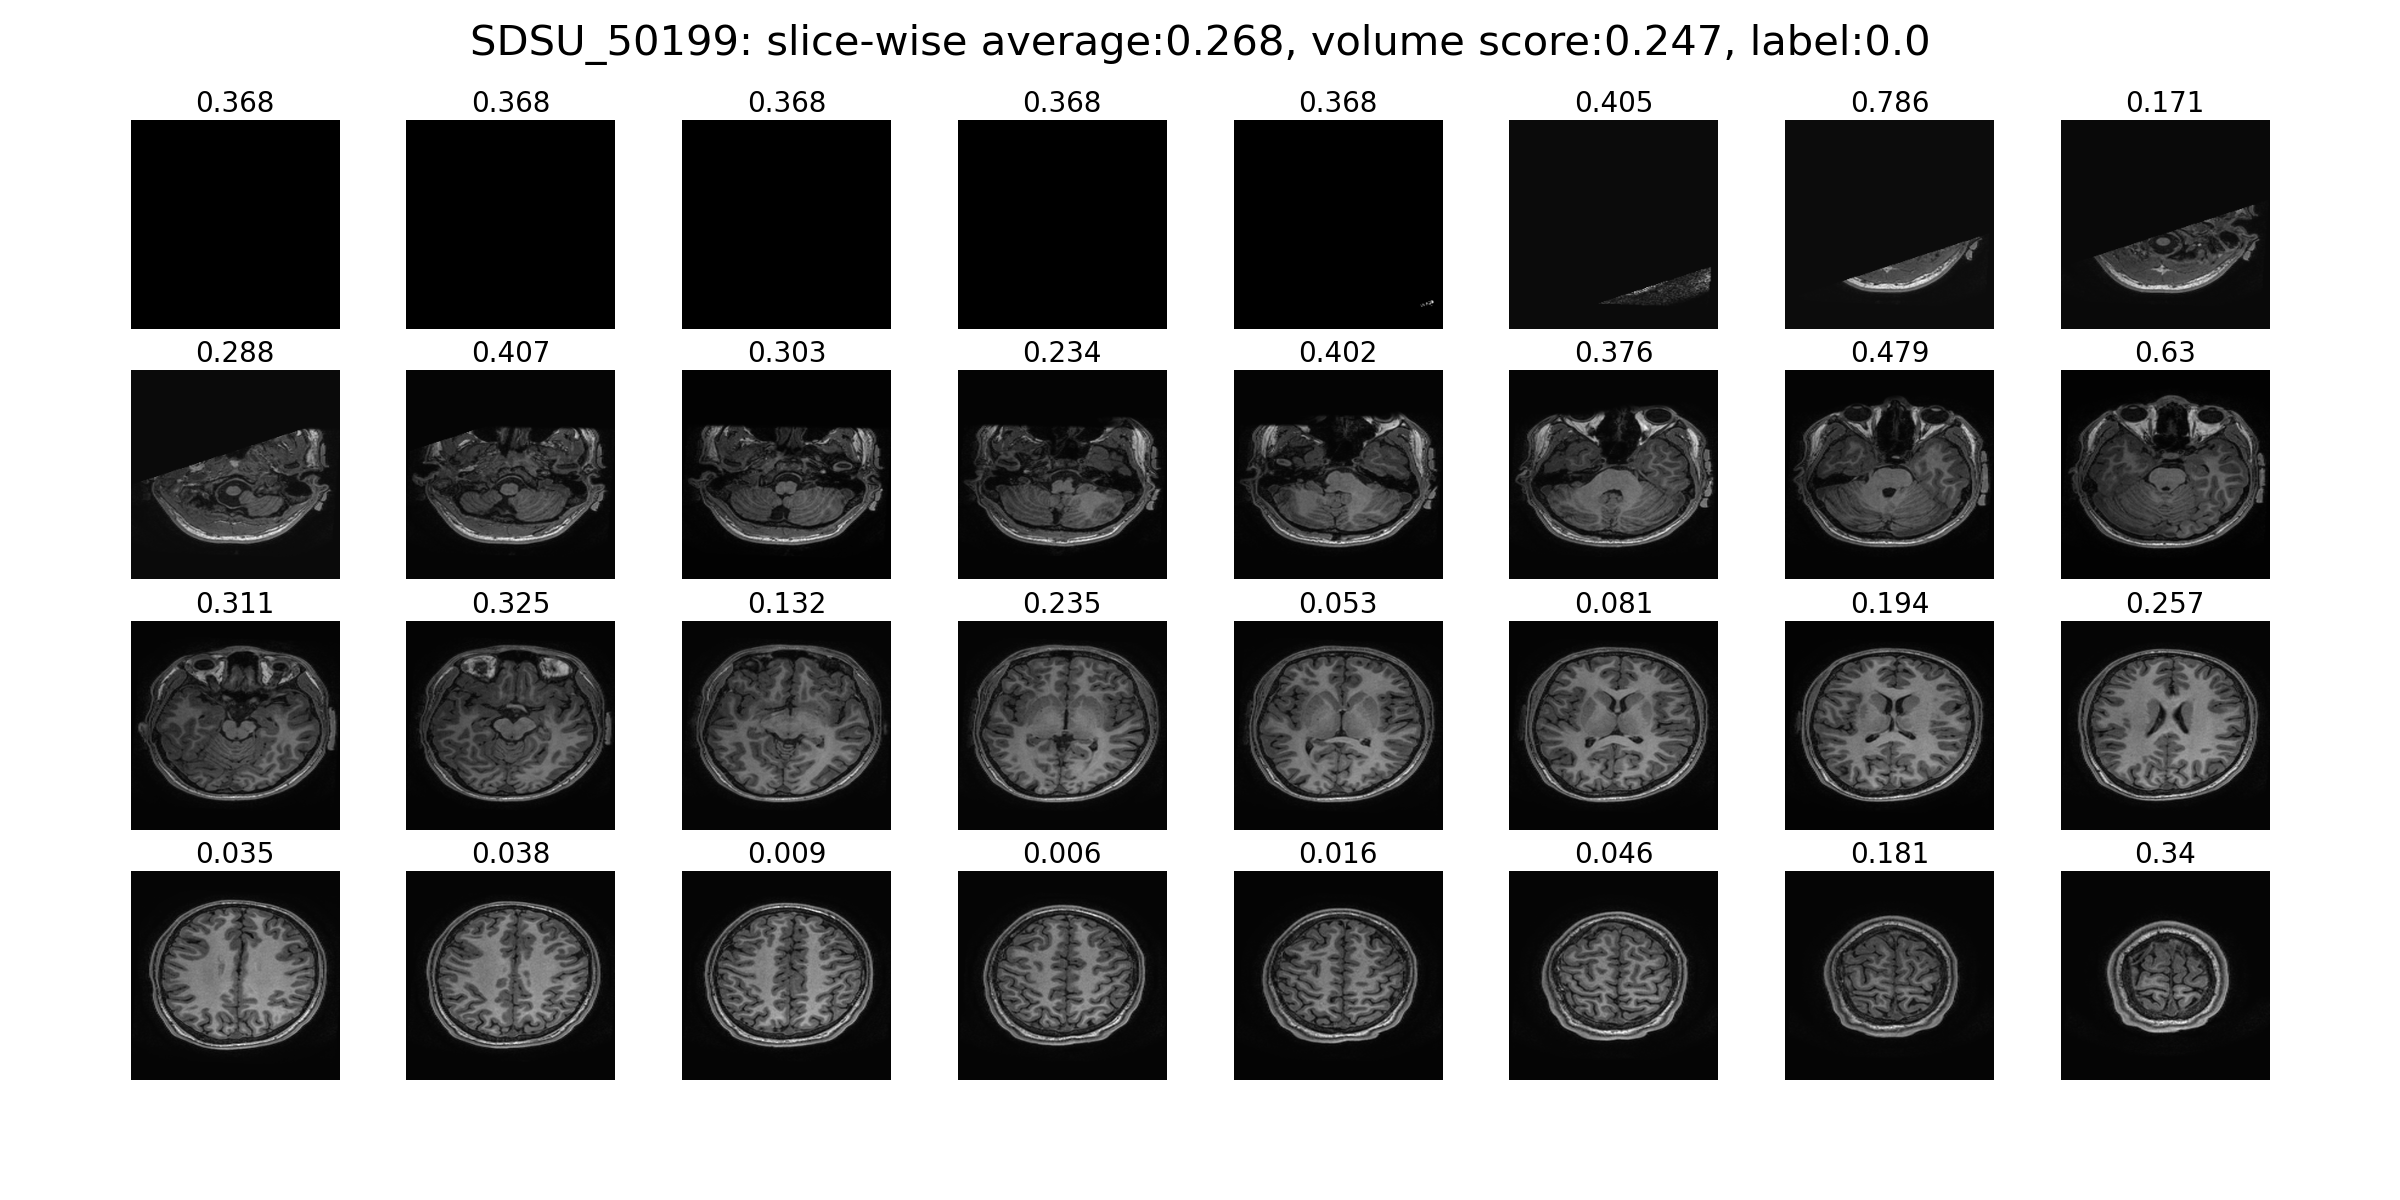 SDSU_50199: slice-wise average:0.268, volume score:0.247, label:0.0
0.368 0.368 0.368 0.368 0.368 0.405 0.786 0.171
0.288 0.407 0.303 0.234 0.402 0.376 0.479 0.63
0.311 0.325 0.132 0.235 0.053 0.081 0.194 0.257
0.035 0.038 0.009 0.006 0.016 0.046 0.181 0.34